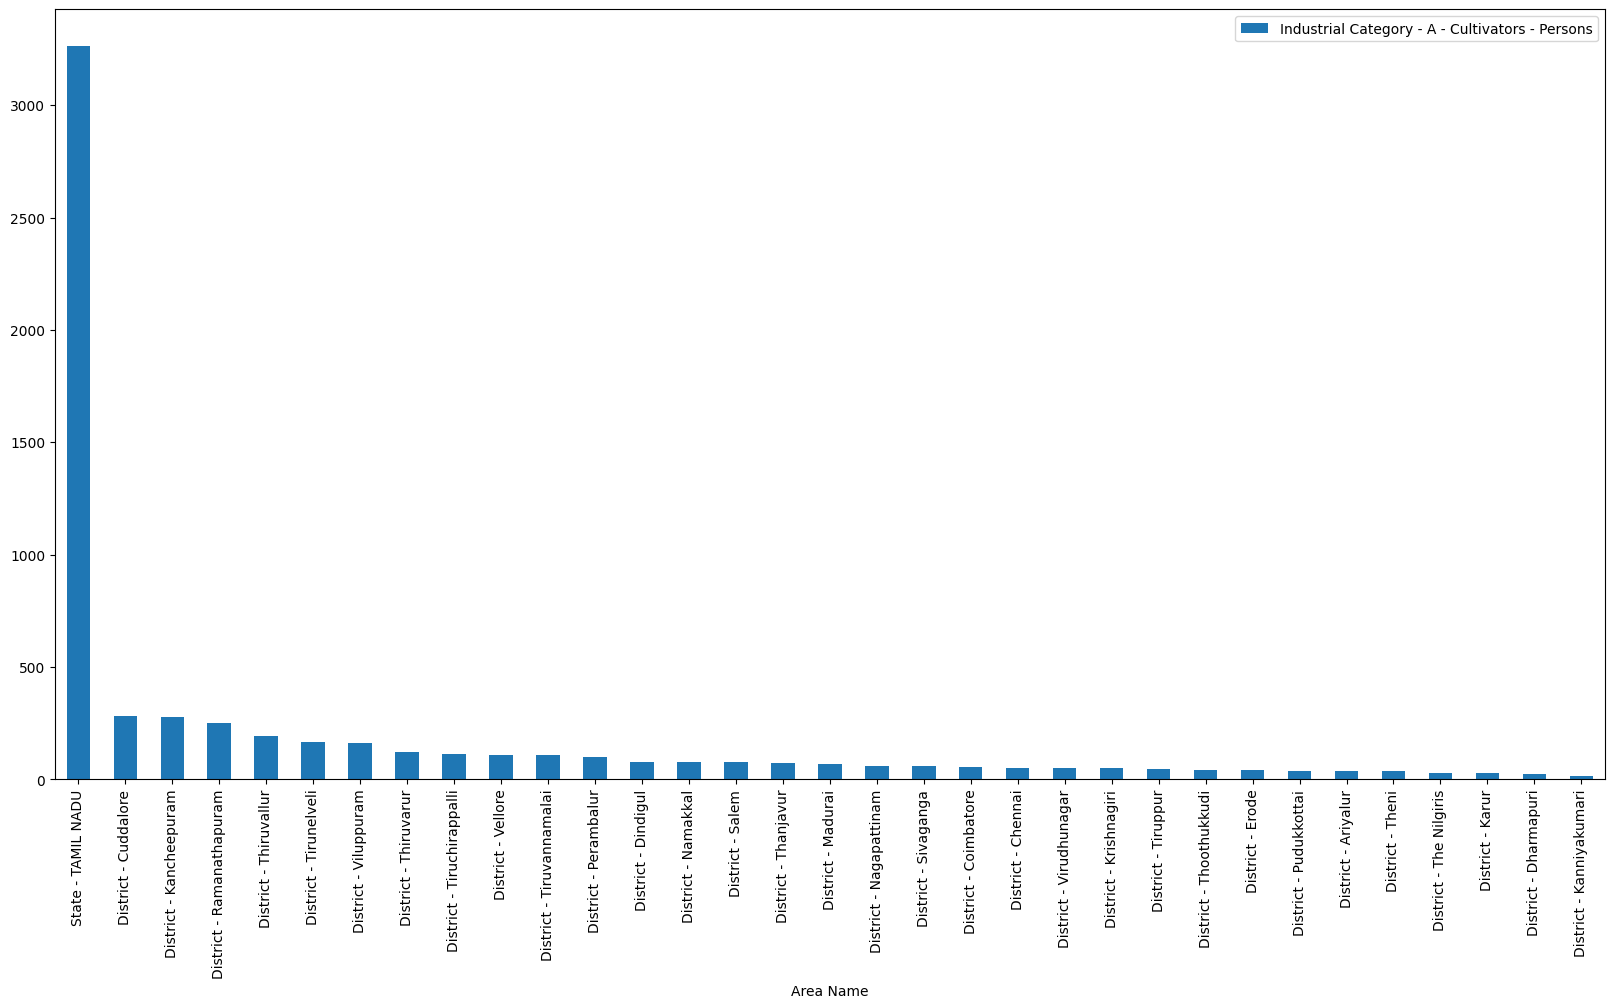 Industrial Category - A - Cultivators - Persons
3000
2500
2000
1500
1000
500
0
State - TAMIL NADU
District - Cuddalore
District - Kancheepuram
District - Ramanathapuram
District - Thiruvallur
District - Tirunelveli
District - Viluppuram
District - Thiruvarur
District - Tiruchirappalli
District - Vellore
District - Tiruvannamalai
District - Perambalur
District - Dindigul
District - Namakkal
District - Salem
District - Thanjavur
District - Madurai
District - Nagapattinam
District - Sivaganga
District - Coimbatore
District - Chennai
District - Virudhunagar
District - Krishnagiri
District - Tiruppur
District - Thoothukkudi
District - Erode
District - Pudukkottai
District - Ariyalur
District - Theni
District - The Nilgiris
District - Karur
District - Dharmapuri
District - Kanniyakumari
Area Name